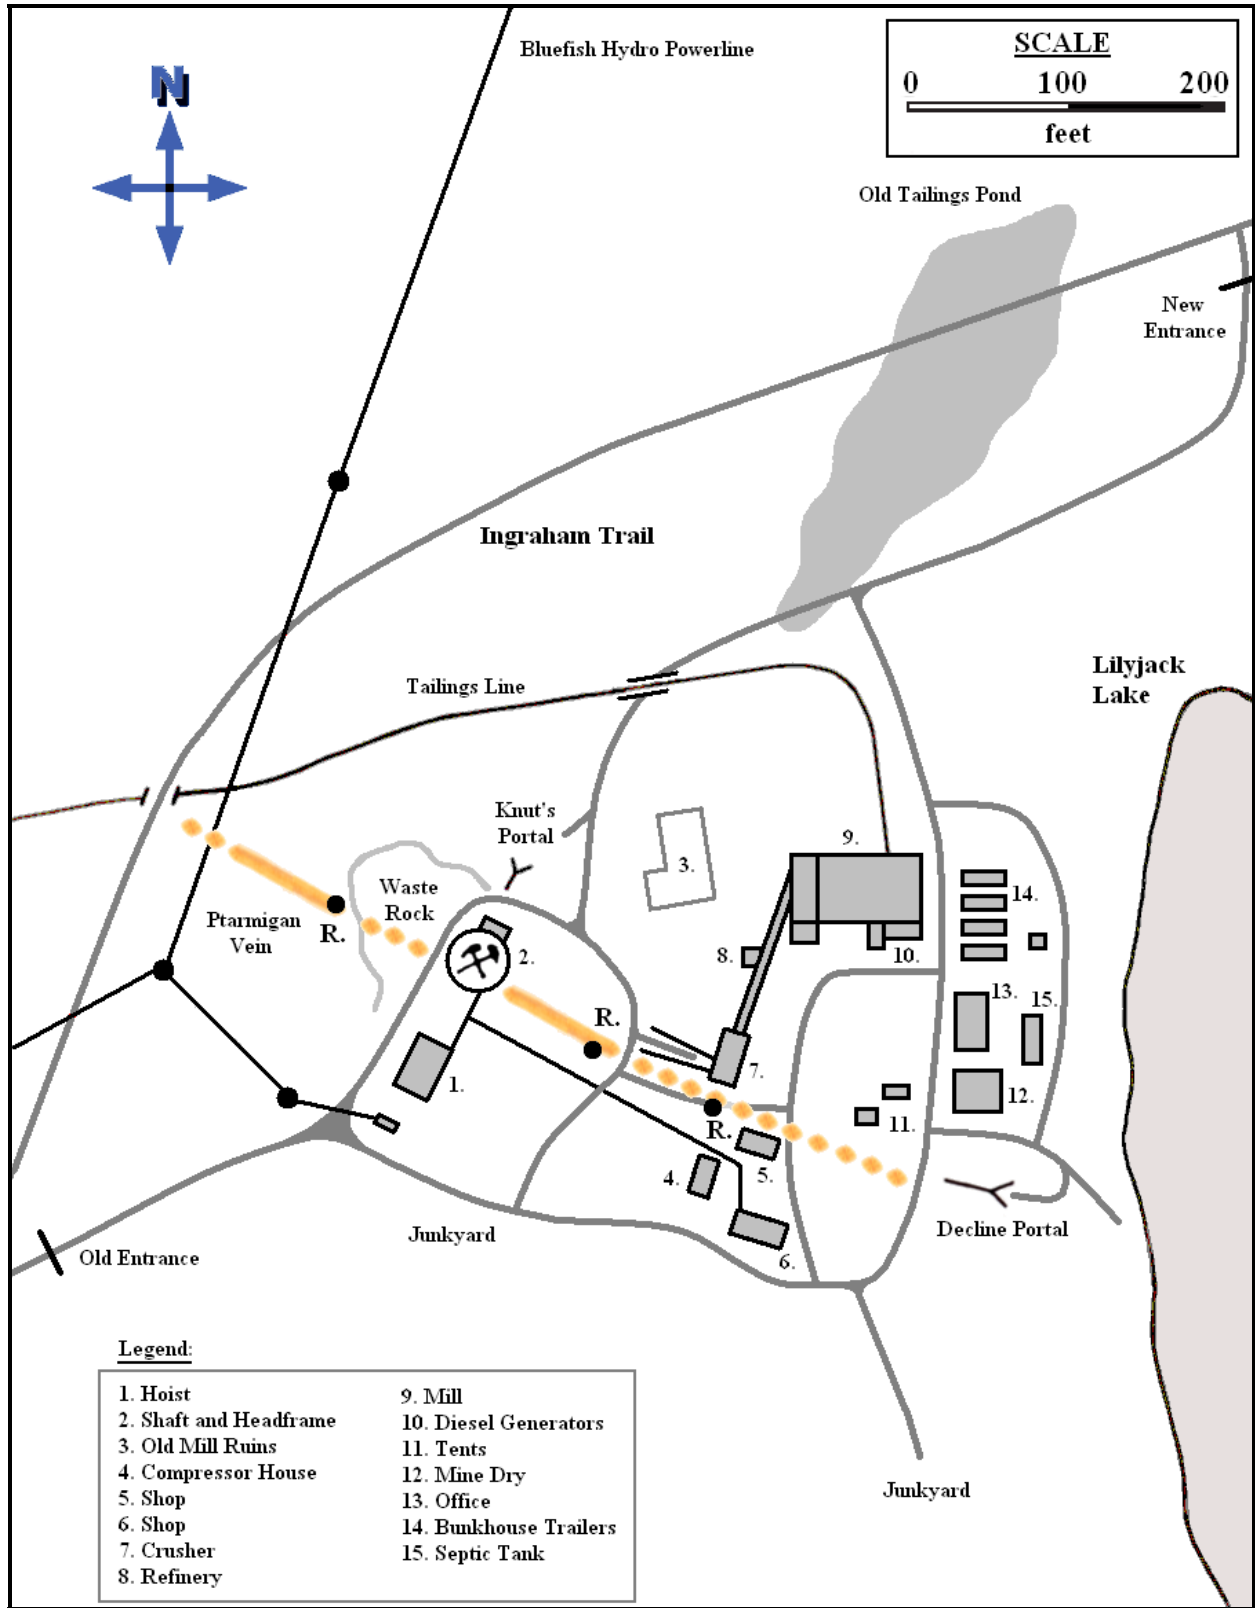 Bluefish Hydro Powerline
SCALE
0 100 200
feet
N
Old Tailings Pond
New
Entrance
Ingraham Trail
Lilyjack
Lake
Tailings Line
Knut's
Portal
9.
3.
Waste
Rock
14.
Ptarmigan
Vein
R.
2.
8.
10.
13.
15.
R.
7.
1.
12.
11.
R.
5.
4.
Junkyard
Decline Portal
Old Entrance
6.
Legend:
1. Hoist
2. Shaft and Headframe
3. Old Mill Ruins
4. Compressor House
5. Shop
6. Shop
7. Crusher
8. Refinery
9. Mill
10. Diesel Generators
11. Tents
12. Mine Dry
13. Office
14. Bunkhouse Trailers
15. Septic Tank
Junkyard